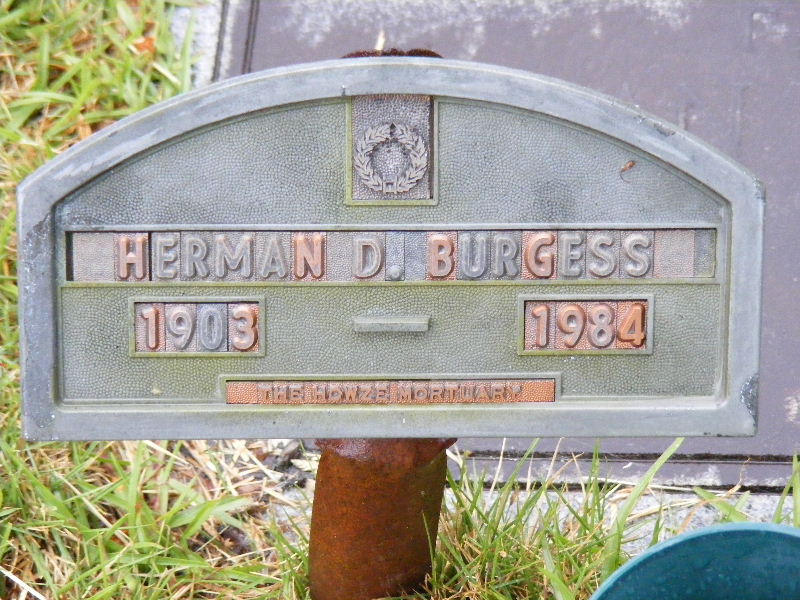 HERMAN D. BURGESS
1903 — 1984
THE HOWZE MORTUARY